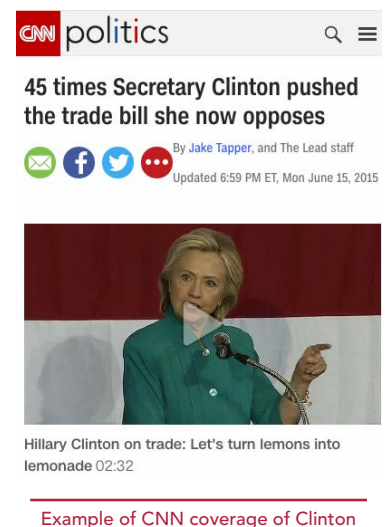 CNN politics
45 times Secretary Clinton pushed
the trade bill she now opposes
By Jake Tapper, and The Lead staff
Updated 6:59 PM ET, Mon June 15, 2015
Hillary Clinton on trade: Let's turn lemons into
lemonade 02:32
Example of CNN coverage of Clinton